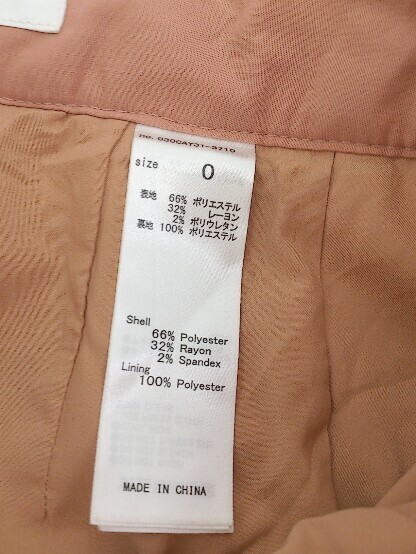 size 0
表地 66% ポリエステル
32% レーヨン
2% ポリウレタン
裏地 100% ポリエステル
Shell
66% Polyester
32% Rayon
2% Spandex
Lining
100% Polyester
MADE IN CHINA